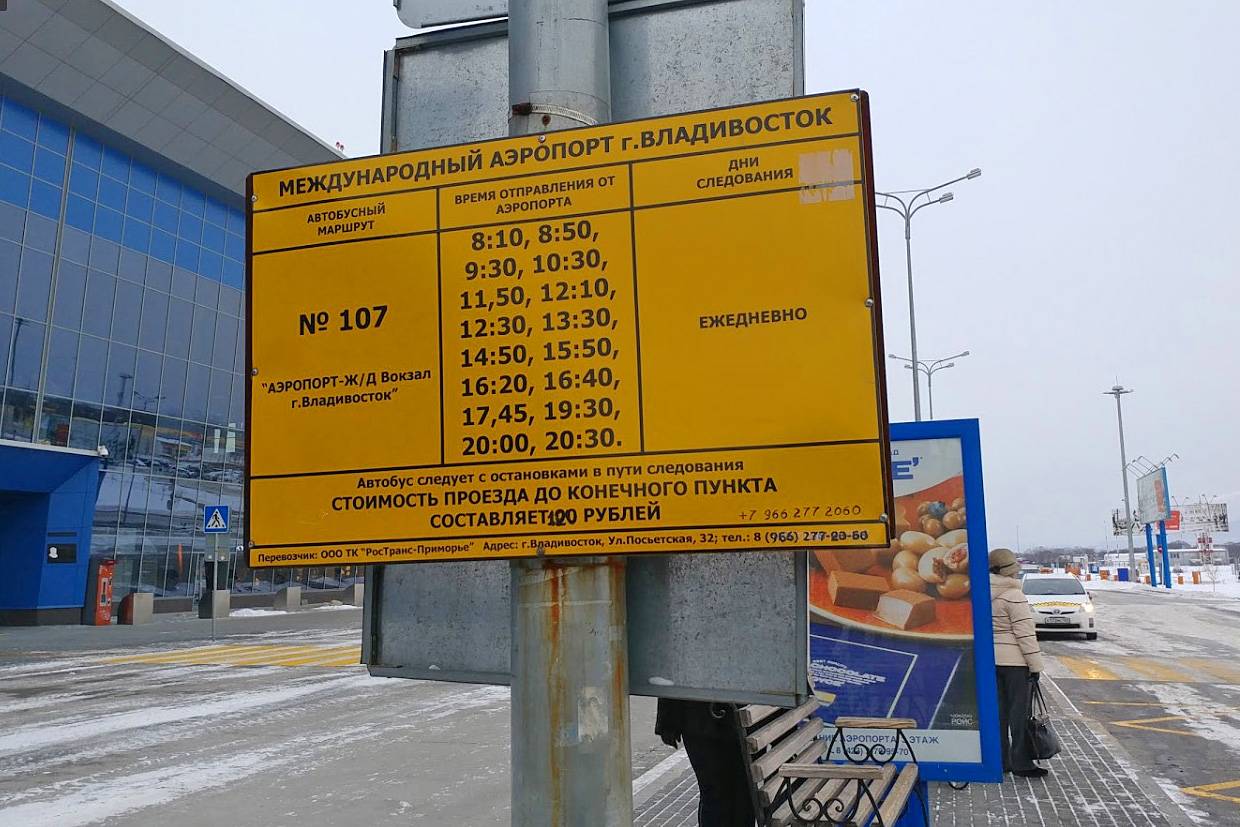 МЕЖДУНАРОДНЫЙ АЭРОПОРТ г.ВЛАДИВОСТОК
АВТОБУСНЫЙ
МАРШРУТ
ВРЕМЯ ОТПРАВЛЕНИЯ ОТ
АЭРОПОРТА
ДНИ
СЛЕДОВАНИЯ
№ 107
"АЭРОПОРТ-Ж/Д Вокзал
г.Владивосток"
8:10, 8:50,
9:30, 10:30,
11,50, 12:10,
12:30, 13:30,
14:50, 15:50,
16:20, 16:40,
17,45, 19:30,
20:00, 20:30.
ЕЖЕДНЕВНО
Автобус следует с остановками в пути следования
СТОИМОСТЬ ПРОЕЗДА ДО КОНЕЧНОГО ПУНКТА
СОСТАВЛЯЕТ РУБЛЕЙ
+7 966 277 2060
Перевозчик: ООО ТК "РосТранс-Приморье" Адрес: г.Владивосток, Ул.Посьетская, 32; тел.: 8 (966)
CHOCOLATE
РОИС
АЭРОПОРТА ЭТАЖ